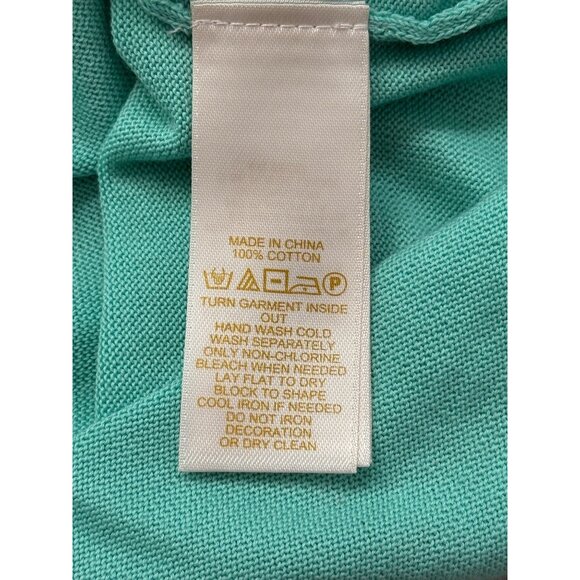 MADE IN CHINA
100% COTTON
P
TURN GARMENT INSIDE
OUT
HAND WASH COLD
WASH SEPARATELY
ONLY NON-CHLORINE
BLEACH WHEN NEEDED
LAY FLAT TO DRY
BLOCK TO SHAPE
COOL IRON IF NEEDED
DO NOT IRON
DECORATION
OR DRY CLEAN